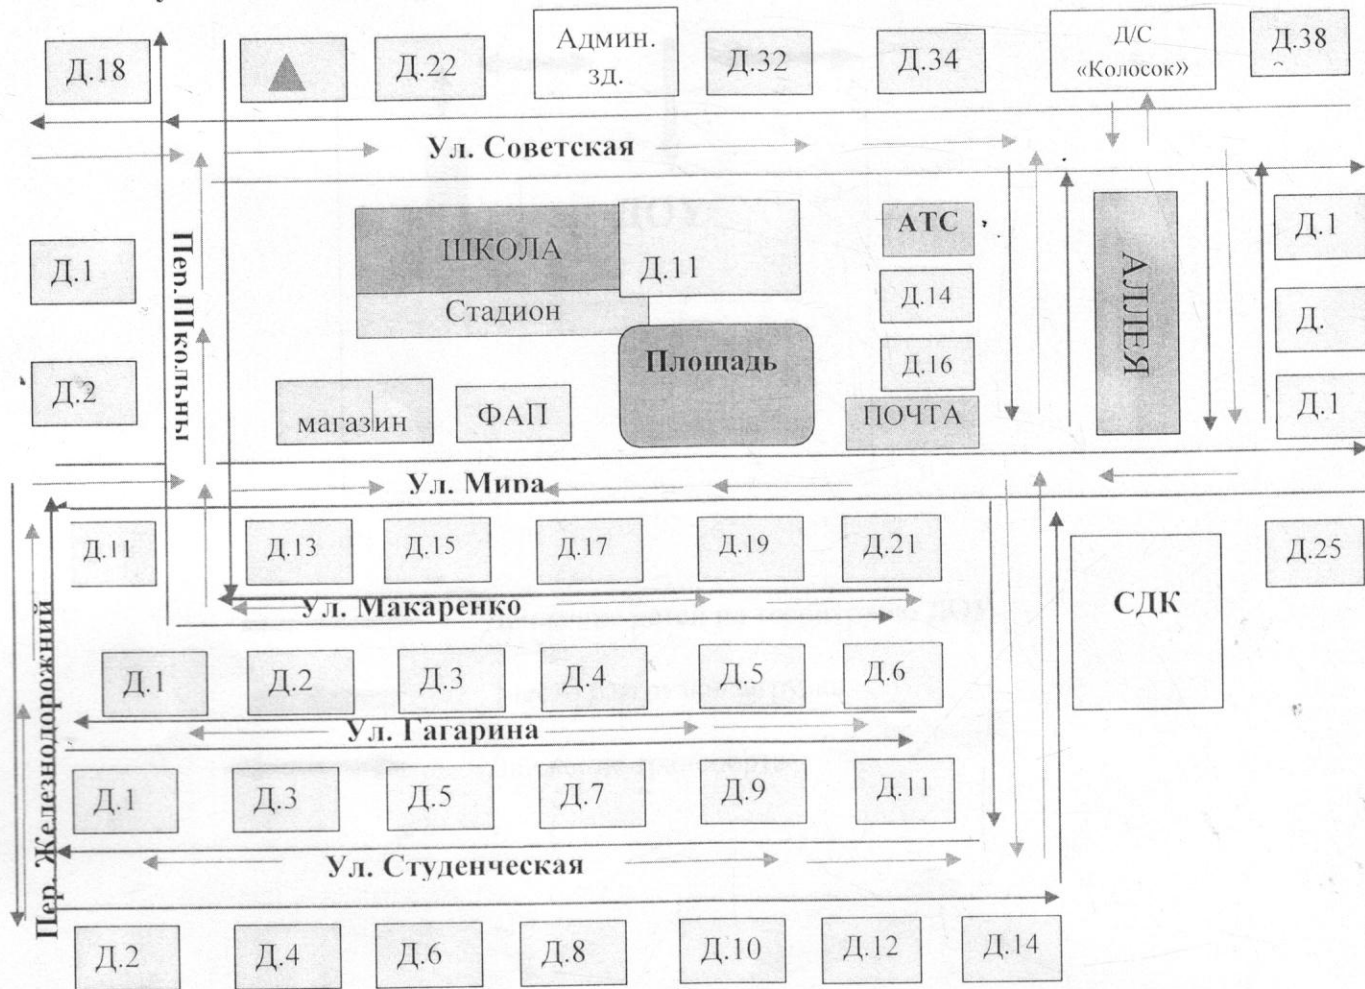 Д.18
Д.22
Админ.
зд.
Д.32
Д.34
Д/С
«Колосок»
Д.38
Ул. Советская
Пер. Школьны
ШКОЛА
Д.11
АТС
АЛЛЕЯ
Д.1
Д.1
Стадион
Д.14
Д.
Площадь
Д.16
Д.2
магазин
ФАП
ПОЧТА
Д.1
Ул. Мира
Д.11
Д.13
Д.15
Д.17
Д.19
Д.21
СДК
Д.25
Ул. Макаренко
Пер. Железнодорожний
Д.1
Д.2
Д.3
Д.4
Д.5
Д.6
Ул. Гагарина
Д.1
Д.3
Д.5
Д.7
Д.9
Д.11
Ул. Студенческая
Д.2
Д.4
Д.6
Д.8
Д.10
Д.12
Д.14